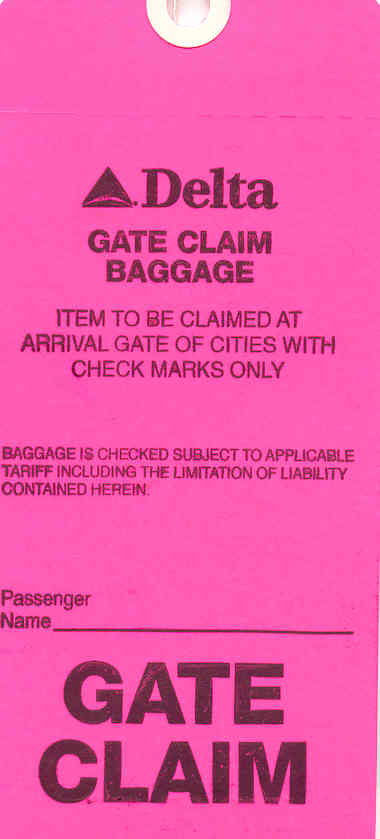 Delta
GATE CLAIM
BAGGAGE
ITEM TO BE CLAIMED AT
ARRIVAL GATE OF CITIES WITH
CHECK MARKS ONLY
BAGGAGE IS CHECKED SUBJECT TO APPLICABLE
TARIFF INCLUDING THE LIMITATION OF LIABILITY
CONTAINED HEREIN.
Passenger
Name
GATE
CLAIM